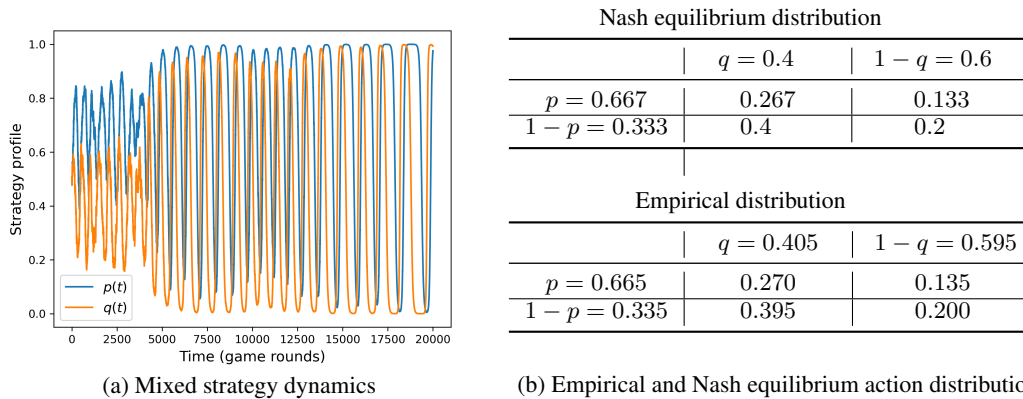 Nash equilibrium distribution
q = 0.4 1 − q = 0.6
p = 0.667 0.267 0.133
1 − p = 0.333 0.4 0.2
Empirical distribution
q = 0.405 1 − q = 0.595
p = 0.665 0.270 0.135
1 − p = 0.335 0.395 0.200
Strategy profile
1.0
0.8
0.6
0.4
0.2
0.0
p(t)
q(t)
0 2500 5000 7500 10000 12500 15000 17500 20000
Time (game rounds)
(a) Mixed strategy dynamics
(b) Empirical and Nash equilibrium action distributio